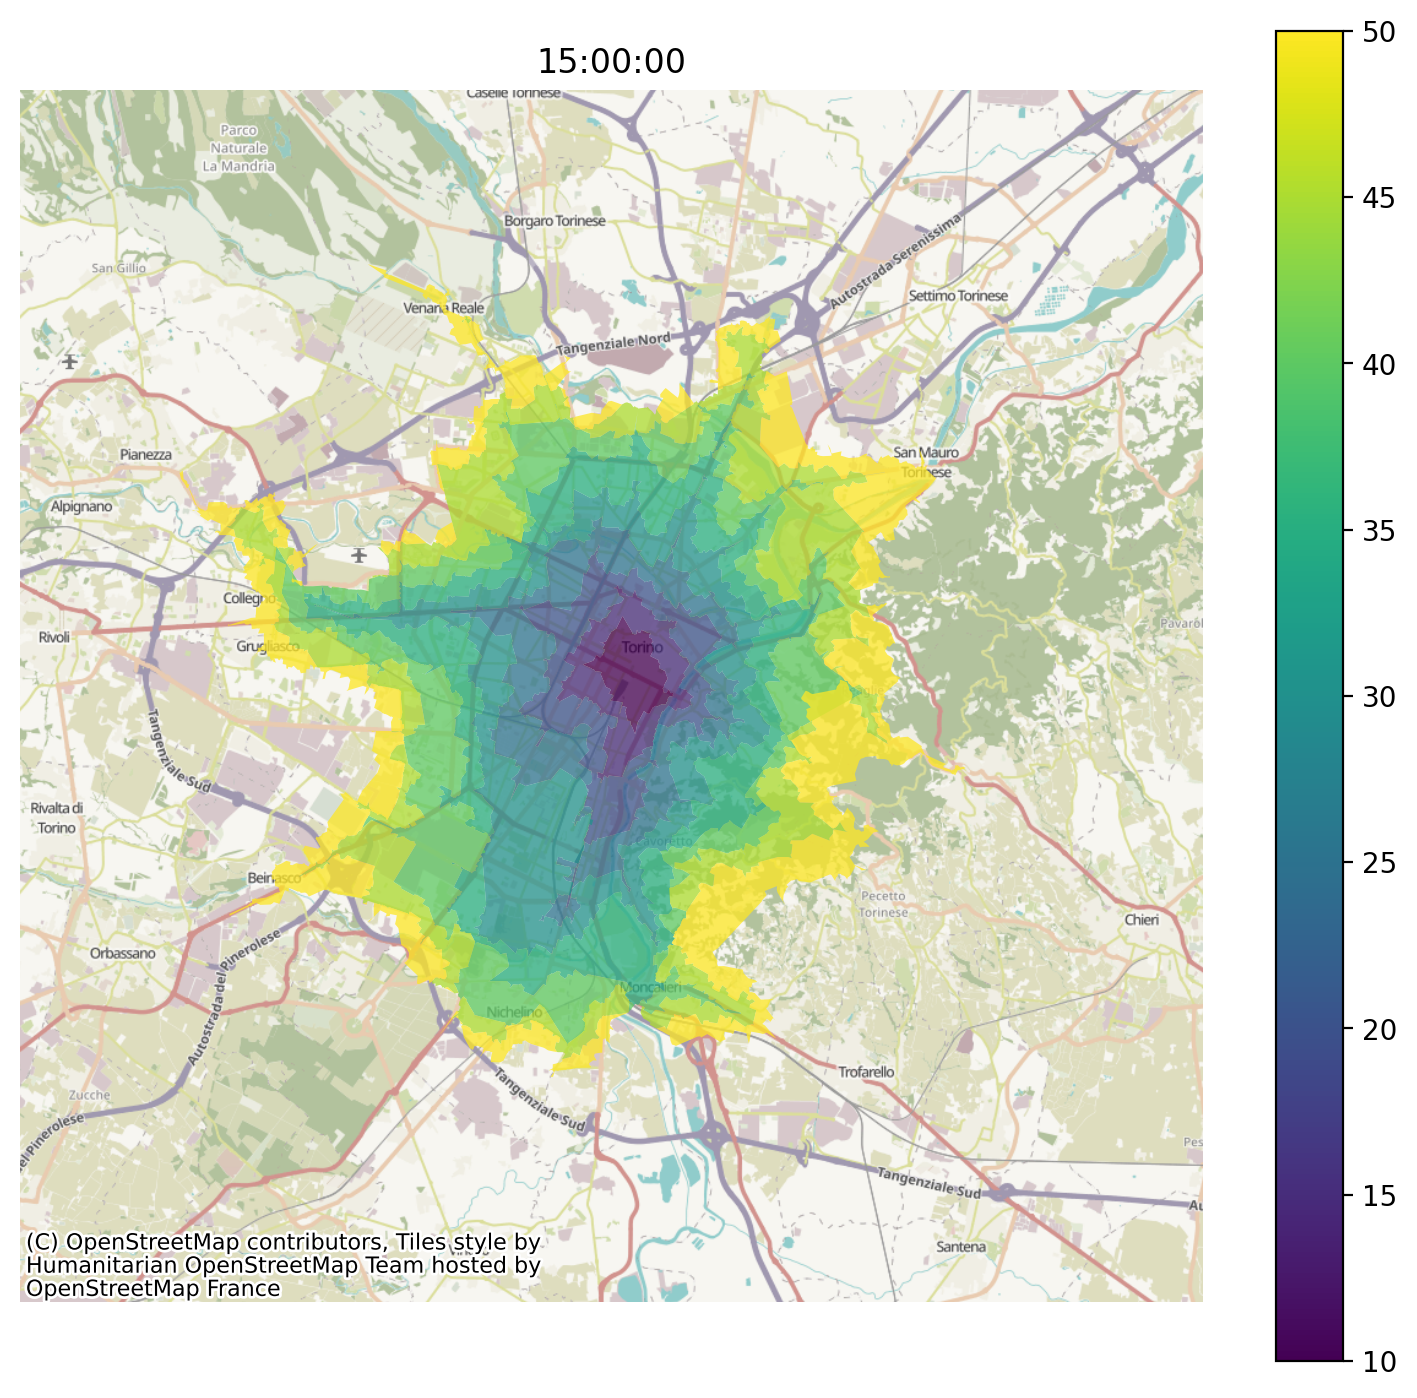 15:00:00
50
45
40
35
30
25
20
15
10
Caselle Torinese
Parco
Naturale
La Mandria
Borgaro Torinese
San Gillio
Autostrada Serenissima
Settimo Torinese
Venaria Reale
Tangenziale Nord
Pianezza
San Mauro
Torinese
Alpignano
Collegno
Rivoli
Grugliasco
Torino
Tangenziale Sud
Rivalta di
Torino
Cavoretto
Beinasco
Pecetto
Torinese
Chieri
Orbassano
Autostrada del Pinerolese
Moncalieri
Nichelino
Zucche
Tangenziale Sud
Trofarello
Tangenziale Sud
Santena
(C) OpenStreetMap contributors, Tiles style by
Humanitarian OpenStreetMap Team hosted by
OpenStreetMap France